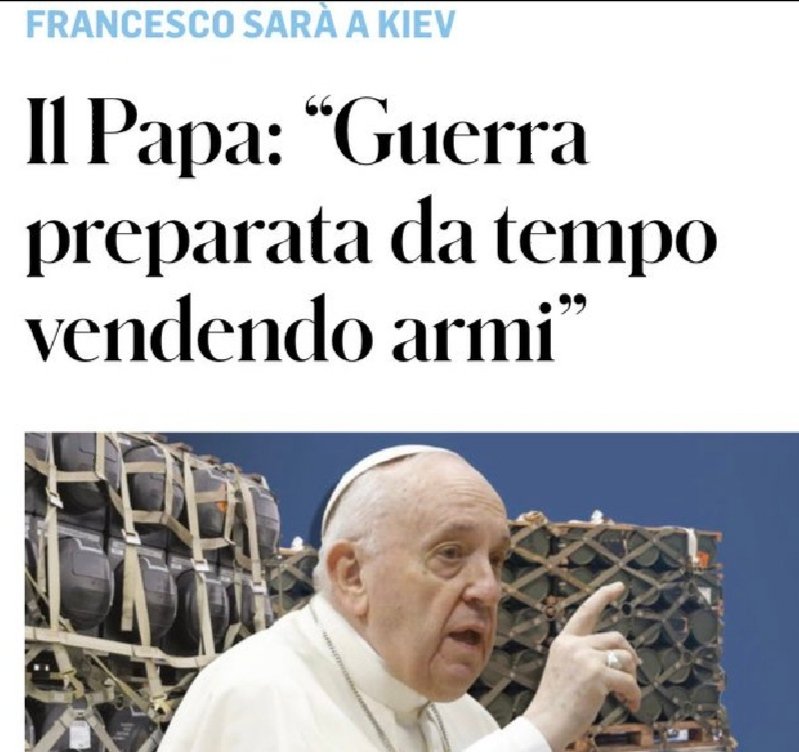 FRANCESCO SARÀ A KIEV
Il Papa: “Guerra
preparata da tempo
vendendo armi”